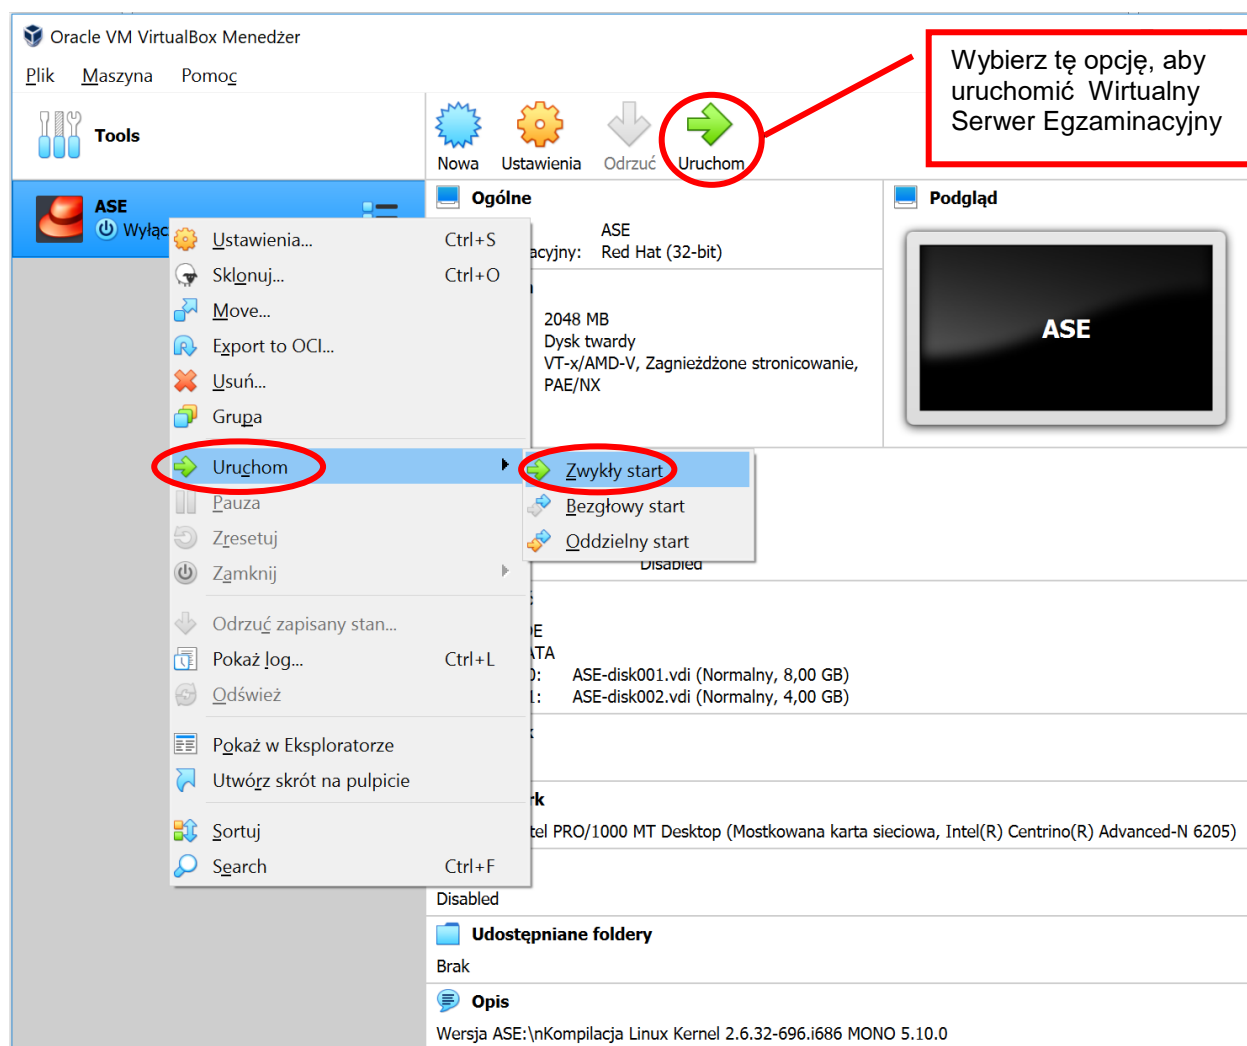 Oracle VM VirtualBox Menedżer
Plik Maszyna Pomoc
Wybierz tę opcję, aby
uruchomić Wirtualny
Serwer Egzaminacyjny
Tools
Nowa Ustawienia Odrzuć Uruchom
ASE
Wyłąc
Ogólne
ASE
acyjny: Red Hat (32-bit)
2048 MB
Dysk
twardy
VT-x/AMD-V, Zagnieżdżone stronicowanie,
PAE/NX
Podgląd
ASE
Ustawienia... Ctrl+S
Sklonuj... Ctrl+O
Move...
Export to OCI...
Usuń...
Grupa
Uruchom
Pauza
Zresetuj
Zamknij
Odrzuć zapisany stan...
Pokaż log... Ctrl+L
Odśwież
Pokaż w Eksploratorze
Utwórz skrót na pulpicie
Sortuj
Search Ctrl+F
Zwykły start
Bezgłowy start
Oddzielny start
Disabled
DE
ATA
0: ASE-disk001.vdi (Normalny, 8,00 GB)
1: ASE-disk002.vdi (Normalny, 4,00 GB)
rk
tel PRO/1000 MT Desktop (Mostkowana karta sieciowa, Intel(R) Centrino(R) Advanced-N 6205)
Disabled
Udostępniane foldery
Brak
Opis
Wersja ASE:\nKompilacja Linux Kernel 2.6.32-696.i686 MONO 5.10.0